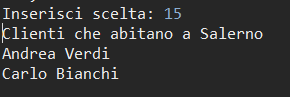 Inserisci scelta: 15
Clienti che abitano a Salerno
Andrea Verdi
Carlo Bianchi